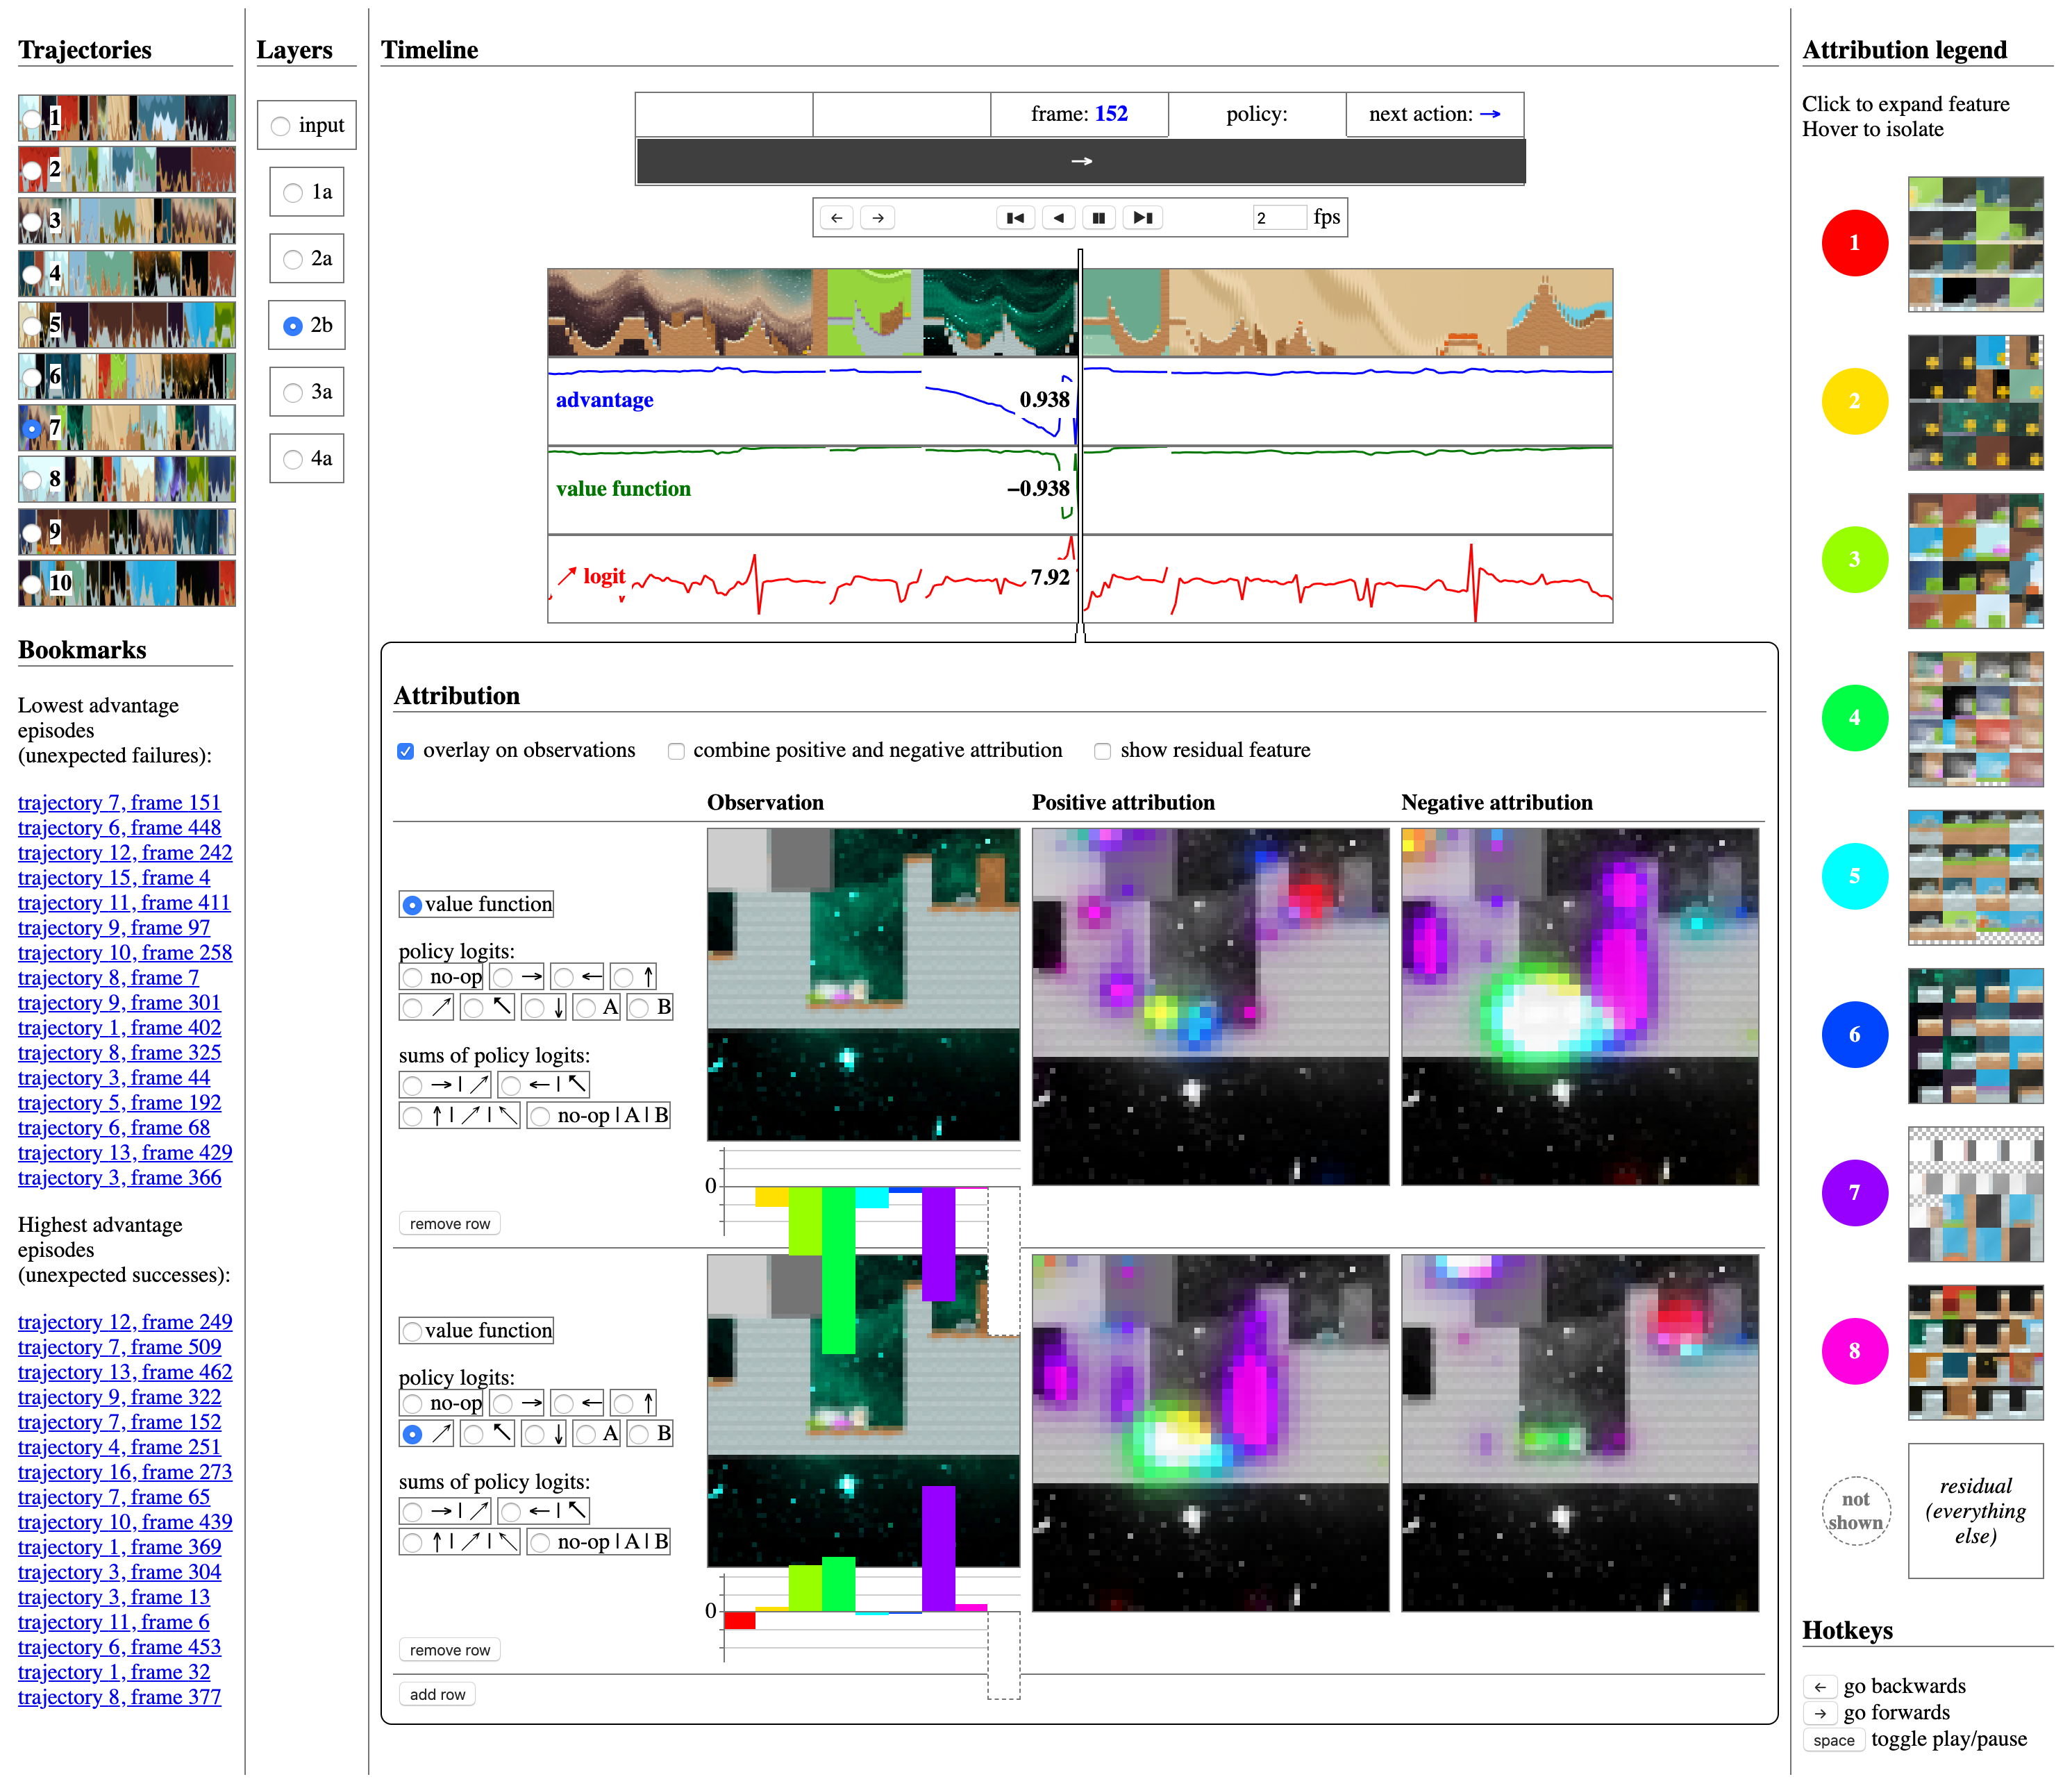 Trajectories
1
2
3
4
5
6
7
8
9
10
Bookmarks
Lowest advantage
episodes
(unexpected failures):
trajectory 7, frame 151
trajectory 6, frame 448
trajectory 12, frame 242
trajectory 15, frame 4
trajectory 11, frame 411
trajectory 9, frame 97
trajectory 10, frame 258
trajectory 8, frame 7
trajectory 9, frame 301
trajectory 1, frame 402
trajectory 8, frame 325
trajectory 3, frame 44
trajectory 5, frame 192
trajectory 6, frame 68
trajectory 13, frame 429
trajectory 3, frame 366
Highest advantage
episodes
(unexpected successes):
trajectory 12, frame 249
trajectory 7, frame 509
trajectory 13, frame 462
trajectory 9, frame 322
trajectory 7, frame 152
trajectory 4, frame 251
trajectory 16, frame 273
trajectory 7, frame 65
trajectory 10, frame 439
trajectory 1, frame 369
trajectory 3, frame 304
trajectory 3, frame 13
trajectory 11, frame 6
trajectory 6, frame 453
trajectory 1, frame 32
trajectory 8, frame 377
Layers
input
1a
2a
2b
3a
4a
Timeline
frame: 152 policy: next action: →
→
← → 2 fps
advantage 0.938
value function −0.938
↗ logit 7.92
Attribution
overlay on observations combine positive and negative attribution show residual feature
Observation Positive attribution Negative attribution
value function
policy logits:
no-op → ← ↑
↗ ↖ ↓ A B
sums of policy logits:
→ | ↗ ← | ↖
↑ | ↗ | ↖ no-op | A | B
0
remove row
value function
policy logits:
no-op → ← ↑
↗ ↖ ↓ A B
sums of policy logits:
→ | ↗ ← | ↖
↑ | ↗ | ↖ no-op | A | B
0
remove row
add row
Attribution legend
Click to expand feature
Hover to isolate
1
2
3
4
5
6
7
8
not
shown
residual
(everything
else)
Hotkeys
← go backwards
→ go forwards
space toggle play/pause